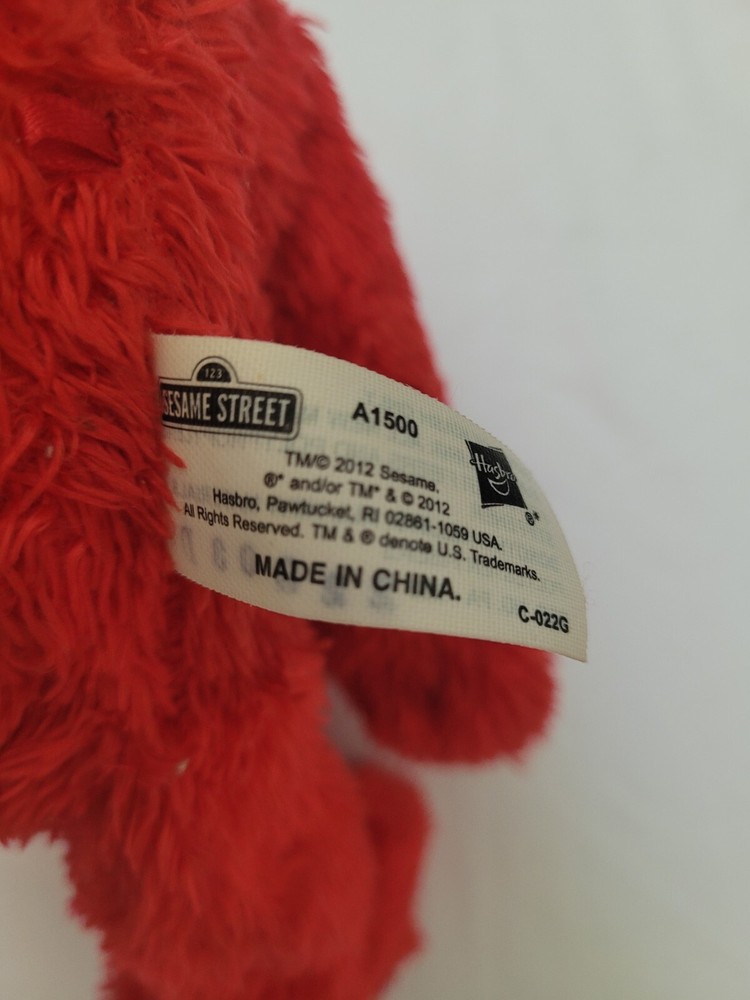 123
SESAME STREET
A1500
Hasbro
®*
TM/© 2012 Sesame,
®* and/or TM* & © 2012
Hasbro, Pawtucket, RI 02861-1059 USA.
All Rights Reserved. TM & ® denote U.S. Trademarks.
MADE IN CHINA.
C-022G